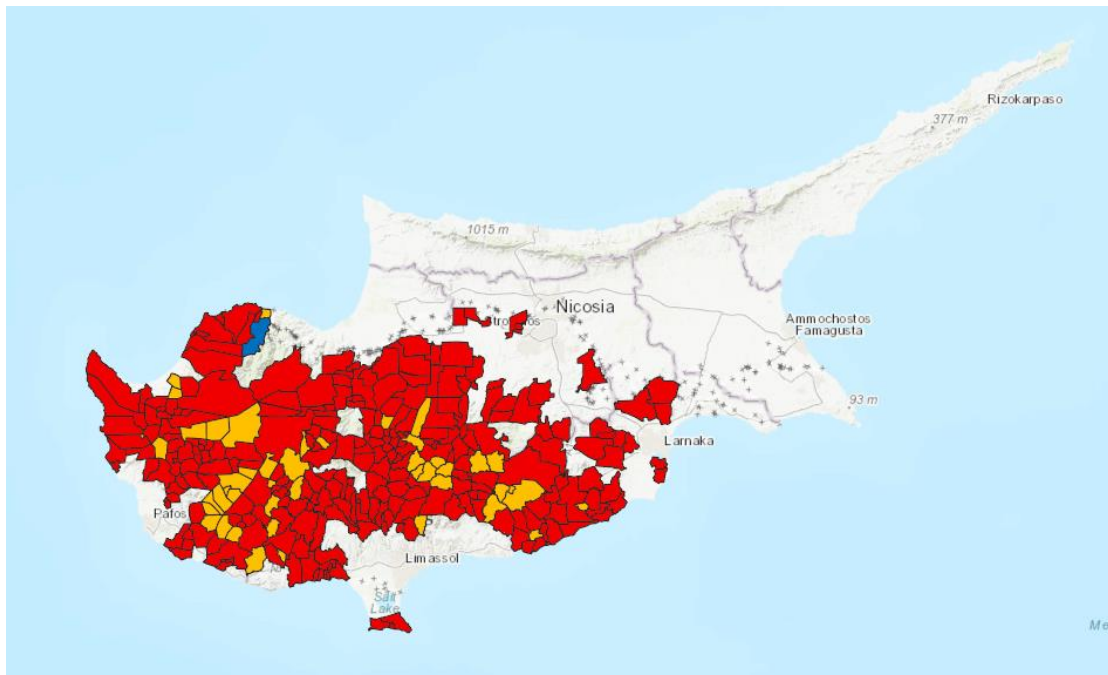 Rizokarpaso
377 m
1015 m
Nicosia
Ammochostos
Famagusta
93 m
Larnaka
Pafos
Limassol
Salt
Lake